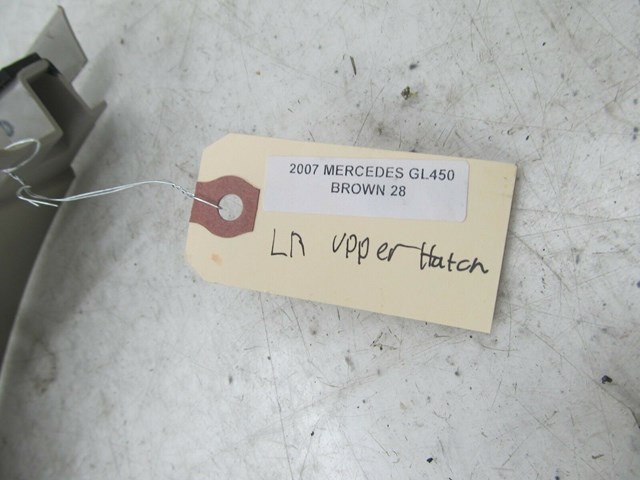 2007 MERCEDES GL450
BROWN 28
LR upper Hatch